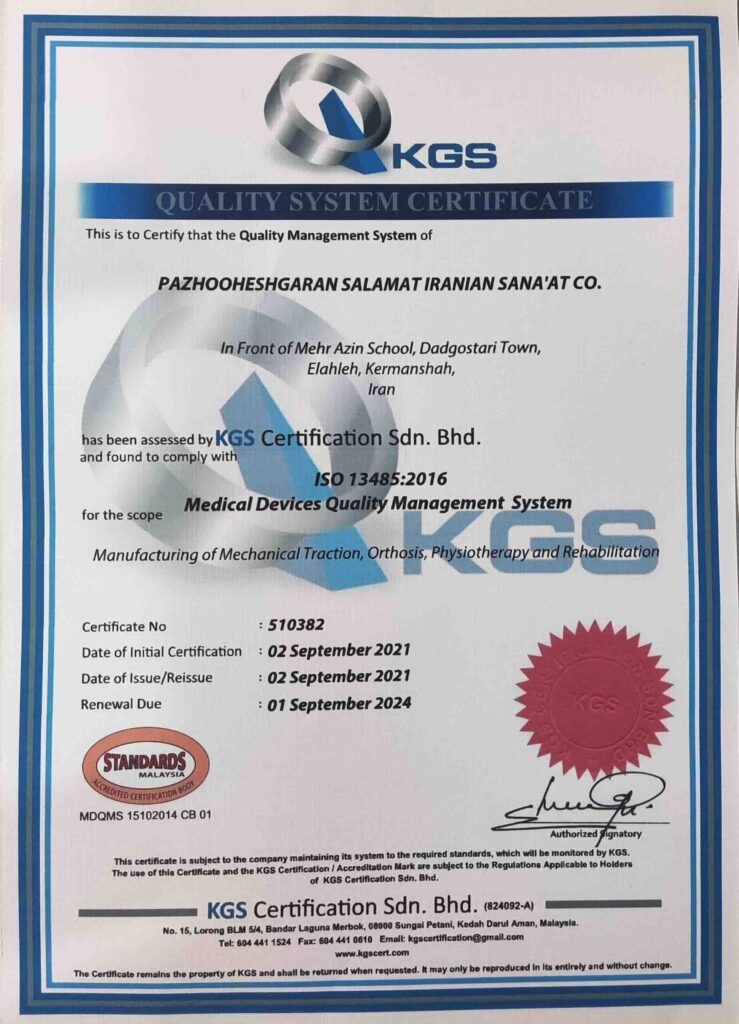 KGS
QUALITY SYSTEM CERTIFICATE
This is to Certify that the Quality Management System of
PAZHOOHESHGARAN SALAMAT IRANIAN SANA'AT CO.
In Front of Mehr Azin School, Dadgostari Town,
Elahleh, Kermanshah,
Iran
has been assessed by KGS Certification Sdn. Bhd.
and found to comply with
ISO 13485:2016
Medical Devices Quality Management System
for the scope
KGS
Manufacturing of Mechanical Traction, Orthosis, Physiotherapy and Rehabilitation
Certificate No : 510382
Date of Initial Certification : 02 September 2021
Date of Issue/Reissue : 02 September 2021
Renewal Due : 01 September 2024
KGS CERTIFICATION SDN BHD
KGS
STANDARDS
MALAYSIA
ACCREDITED CERTIFICATION BODY
MDQMS 15102014 CB 01
Authorized Signatory
This certificate is subject to the company maintaining its system to the required standards, which will be monitored by KGS.
The use of this Certificate and the KGS Certification / Accreditation Mark are subject to the Regulations Applicable to Holders
of KGS Certification Sdn. Bhd.
KGS Certification Sdn. Bhd. (824092-A)
No. 15, Lorong BLM 5/4, Bandar Laguna Merbok, 08000 Sungai Petani, Kedah Darul Aman, Malaysia.
Tel: 604 441 1524 Fax: 604 441 0610 Email: kgscertification@gmail.com
www.kgscert.com
The Certificate remains the property of KGS and shall be returned when requested. It may only be reproduced in its entirely and without change.